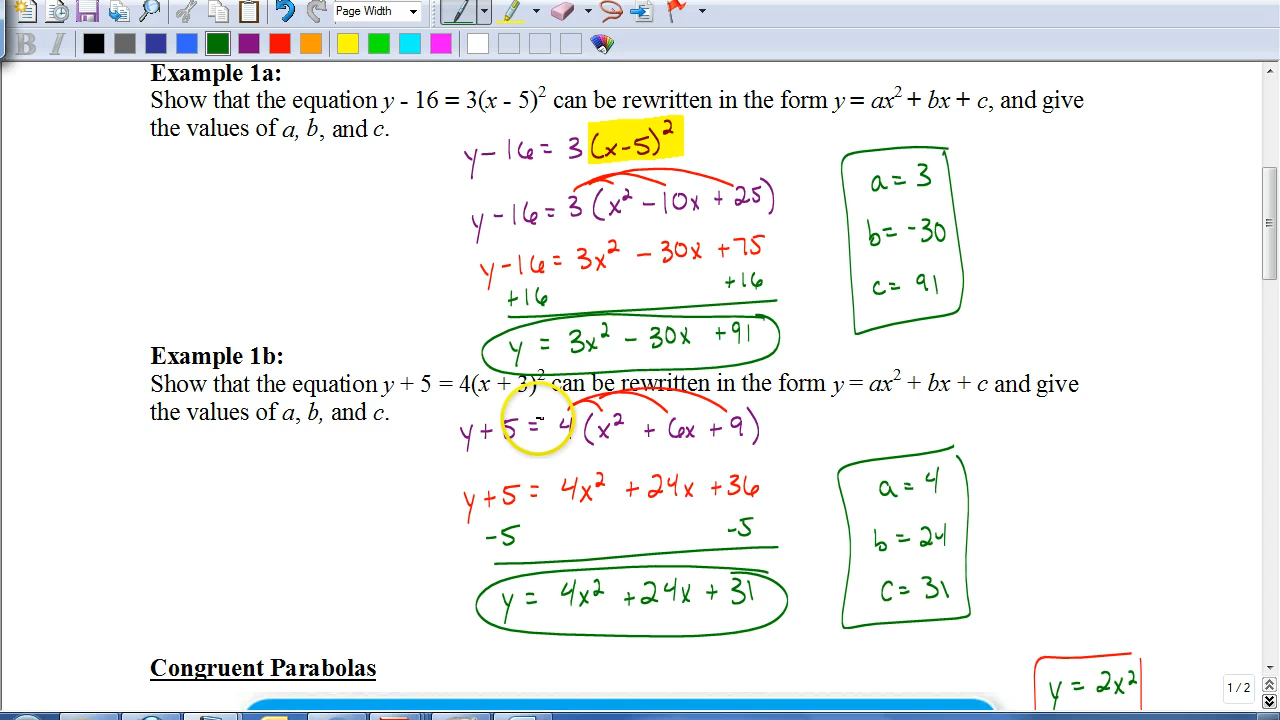 Page Width
B I
Example 1a:
Show that the equation y - 16 = 3(x - 5)² can be rewritten in the form y = ax² + bx + c, and give
the values of a, b, and c.
y-16 = 3 (x-5)²
y-16 = 3 (x² -10x + 25)
y-16 = 3x² - 30x +75
+16 +16
y = 3x² - 30x +91
a = 3
b = -30
c = 91
Example 1b:
Show that the equation y + 5 = 4(x + 3)² can be rewritten in the form y = ax² + bx + c and give
the values of a, b, and c.
y+5 = 4 (x² + 6x + 9)
y+5 = 4x² +24x +36
-5 -5
y = 4x² +24x + 31
a = 4
b = 24
c = 31
Congruent Parabolas
y = 2x²
1 / 2